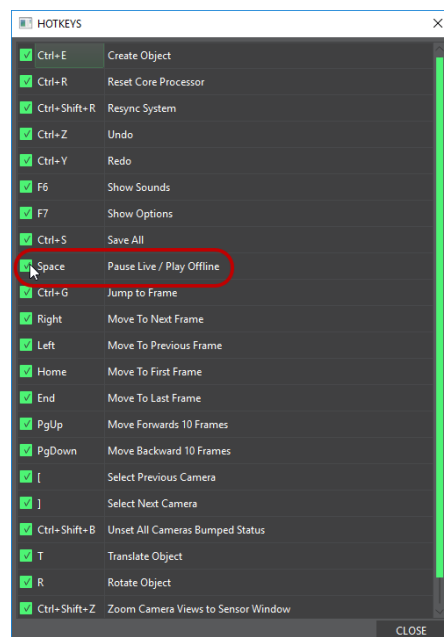 HOTKEYS
Ctrl+E Create Object
Ctrl+R Reset Core Processor
Ctrl+Shift+R Resync System
Ctrl+Z Undo
Ctrl+Y Redo
F6 Show Sounds
F7 Show Options
Ctrl+S Save All
Space Pause Live / Play Offline
Ctrl+G Jump to Frame
Right Move To Next Frame
Left Move To Previous Frame
Home Move To First Frame
End Move To Last Frame
PgUp Move Forwards 10 Frames
PgDown Move Backward 10 Frames
[ Select Previous Camera
] Select Next Camera
Ctrl+Shift+B Unset All Cameras Bumped Status
T Translate Object
R Rotate Object
Ctrl+Shift+Z Zoom Camera Views to Sensor Window
CLOSE